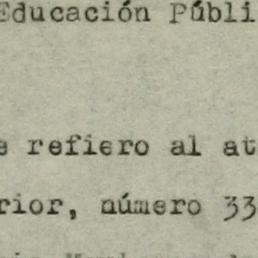 Educación Públi
e refiero al at
rior, número 33